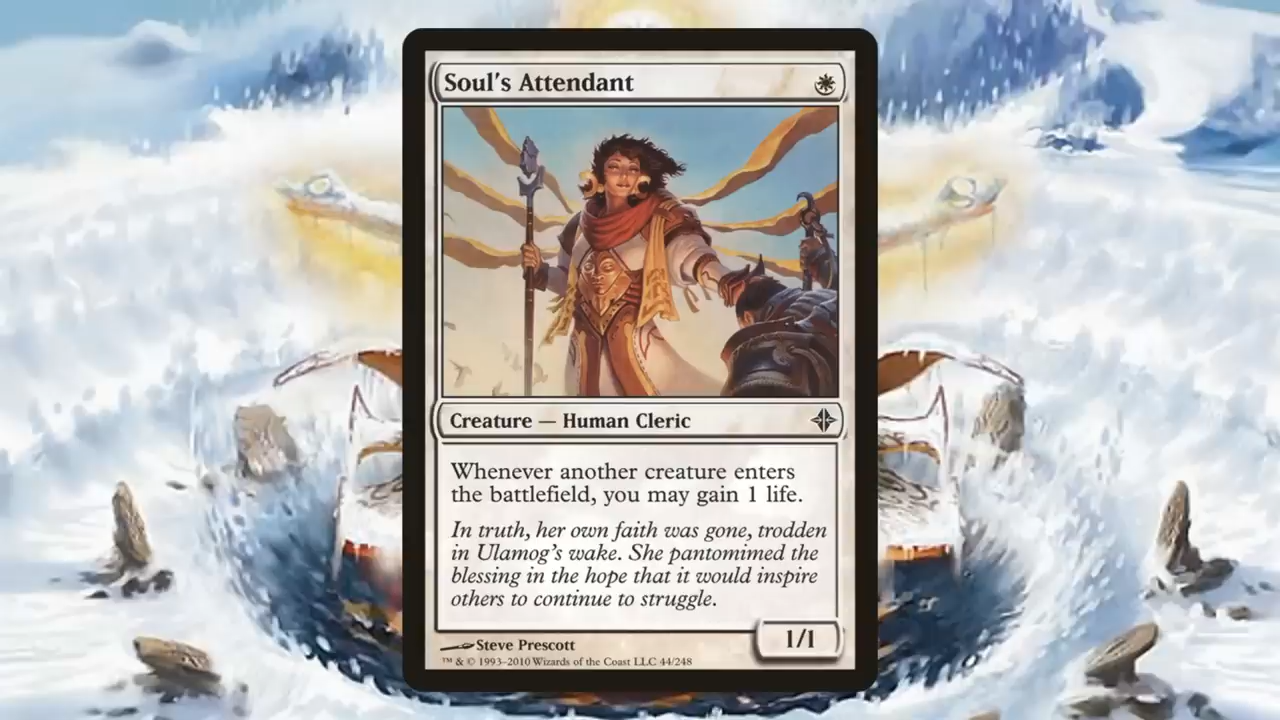 Soul's Attendant
Creature — Human Cleric
Whenever another creature enters
the battlefield, you may gain 1 life.
In truth, her own faith was gone, trodden
in Ulamog's wake. She pantomimed the
blessing in the hope that it would inspire
others to continue to struggle.
1/1
Steve Prescott
™ & © 1993–2010 Wizards of the Coast LLC 44/248